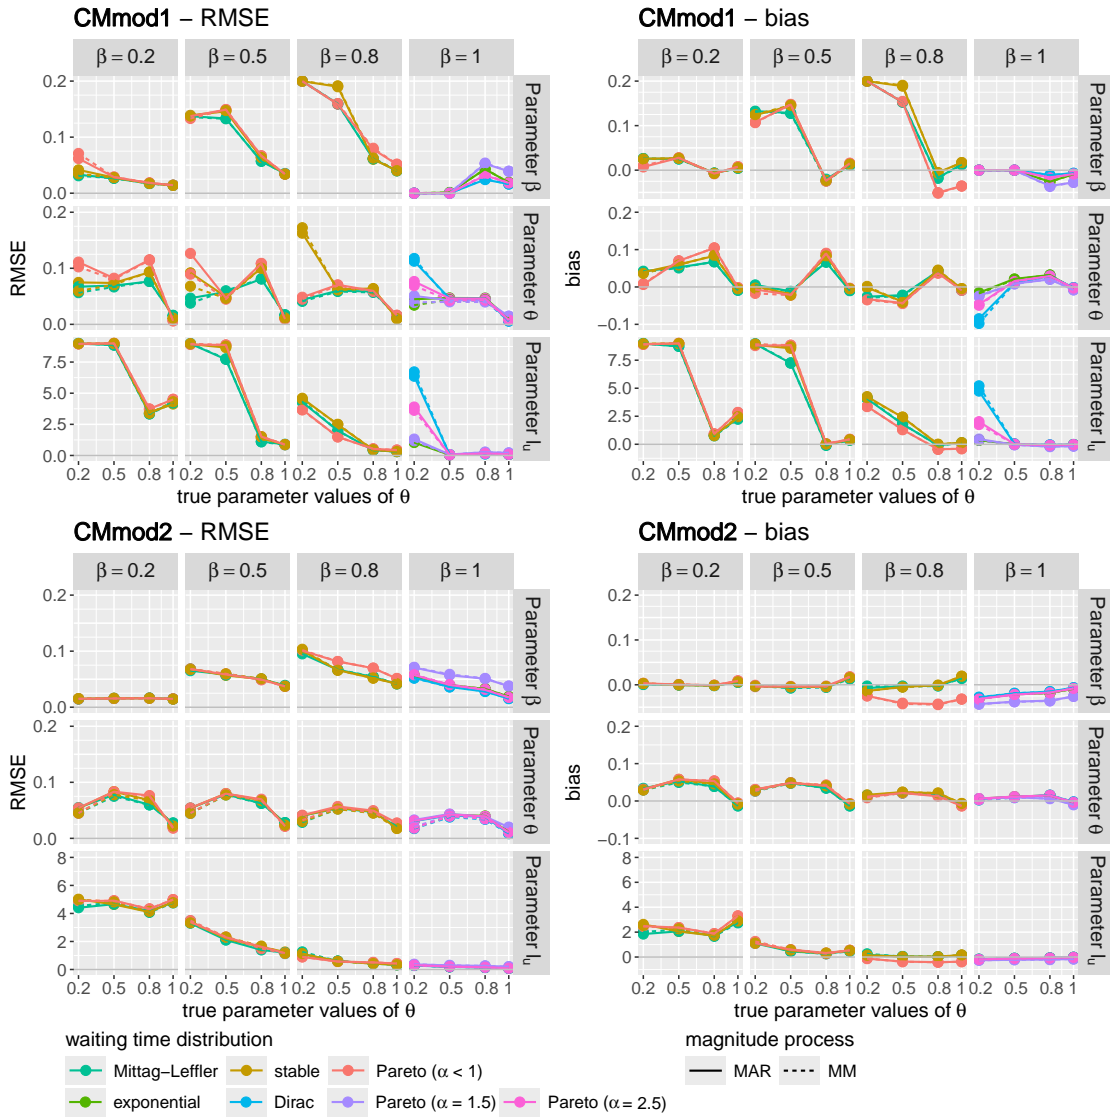 CMmod1 – RMSE
β = 0.2 β = 0.5 β = 0.8 β = 1
RMSE
0.2
0.1
0.0
Parameter β
0.2
0.1
0.0
Parameter θ
7.5
5.0
2.5
0.0
Parameter lᵤ
0.2 0.5 0.8 1 0.2 0.5 0.8 1 0.2 0.5 0.8 1 0.2 0.5 0.8 1
true parameter values of θ
CMmod1 – bias
β = 0.2 β = 0.5 β = 0.8 β = 1
bias
0.2
0.1
0.0
Parameter β
0.2
0.1
0.0
−0.1
Parameter θ
7.5
5.0
2.5
0.0
Parameter lᵤ
0.2 0.5 0.8 1 0.2 0.5 0.8 1 0.2 0.5 0.8 1 0.2 0.5 0.8 1
true parameter values of θ
CMmod2 – RMSE
β = 0.2 β = 0.5 β = 0.8 β = 1
RMSE
0.2
0.1
0.0
Parameter β
0.2
0.1
0.0
Parameter θ
8
6
4
2
0
Parameter lᵤ
0.2 0.5 0.8 1 0.2 0.5 0.8 1 0.2 0.5 0.8 1 0.2 0.5 0.8 1
true parameter values of θ
CMmod2 – bias
β = 0.2 β = 0.5 β = 0.8 β = 1
bias
0.2
0.1
0.0
Parameter β
0.2
0.1
0.0
−0.1
Parameter θ
8
6
4
2
0
Parameter lᵤ
0.2 0.5 0.8 1 0.2 0.5 0.8 1 0.2 0.5 0.8 1 0.2 0.5 0.8 1
true parameter values of θ
waiting time distribution
Mittag−Leffler stable Pareto (α < 1)
exponential Dirac Pareto (α = 1.5) Pareto (α = 2.5)
magnitude process
MAR MM